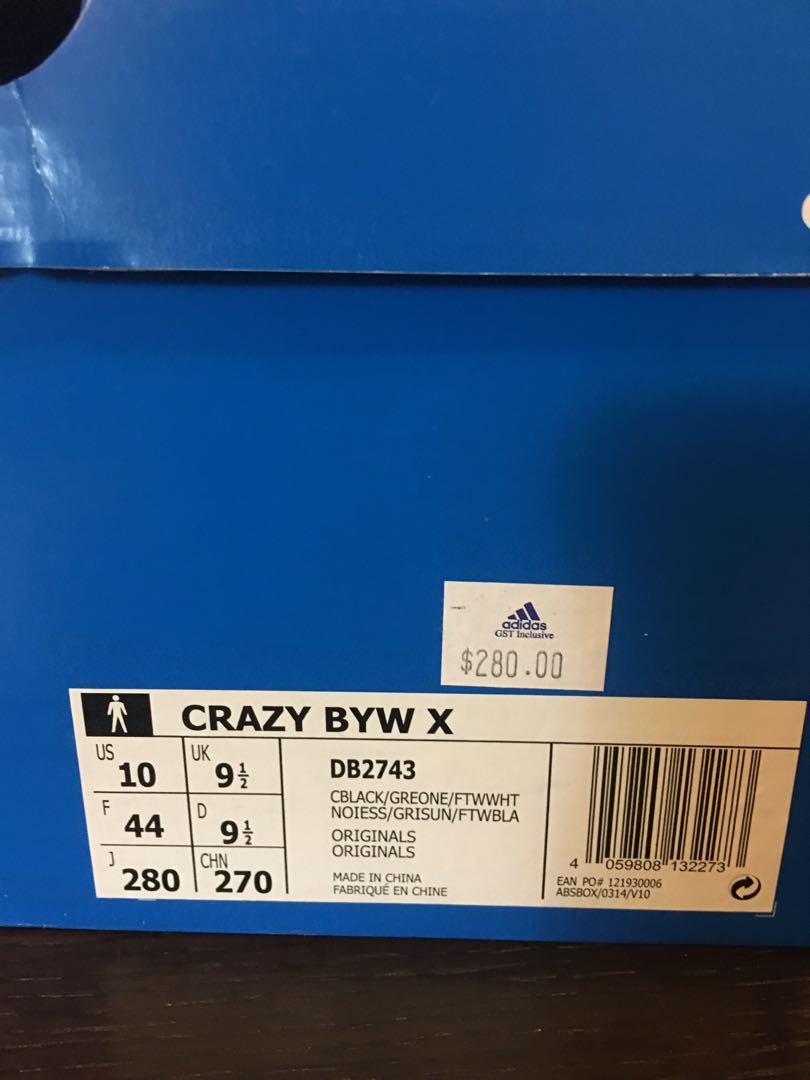 adidas
GST Inclusive
$280.00
CRAZY BYW X
US 10
UK 9½
F 44
D 9½
J 280
CHN 270
DB2743
CBLACK/GREONE/FTWWHT
NOIESS/GRISUN/FTWBLA
ORIGINALS
ORIGINALS
MADE IN CHINA
FABRIQUÉ EN CHINE
4 059808 132273
EAN PO# 121930006
ABSBOX/0314/V10